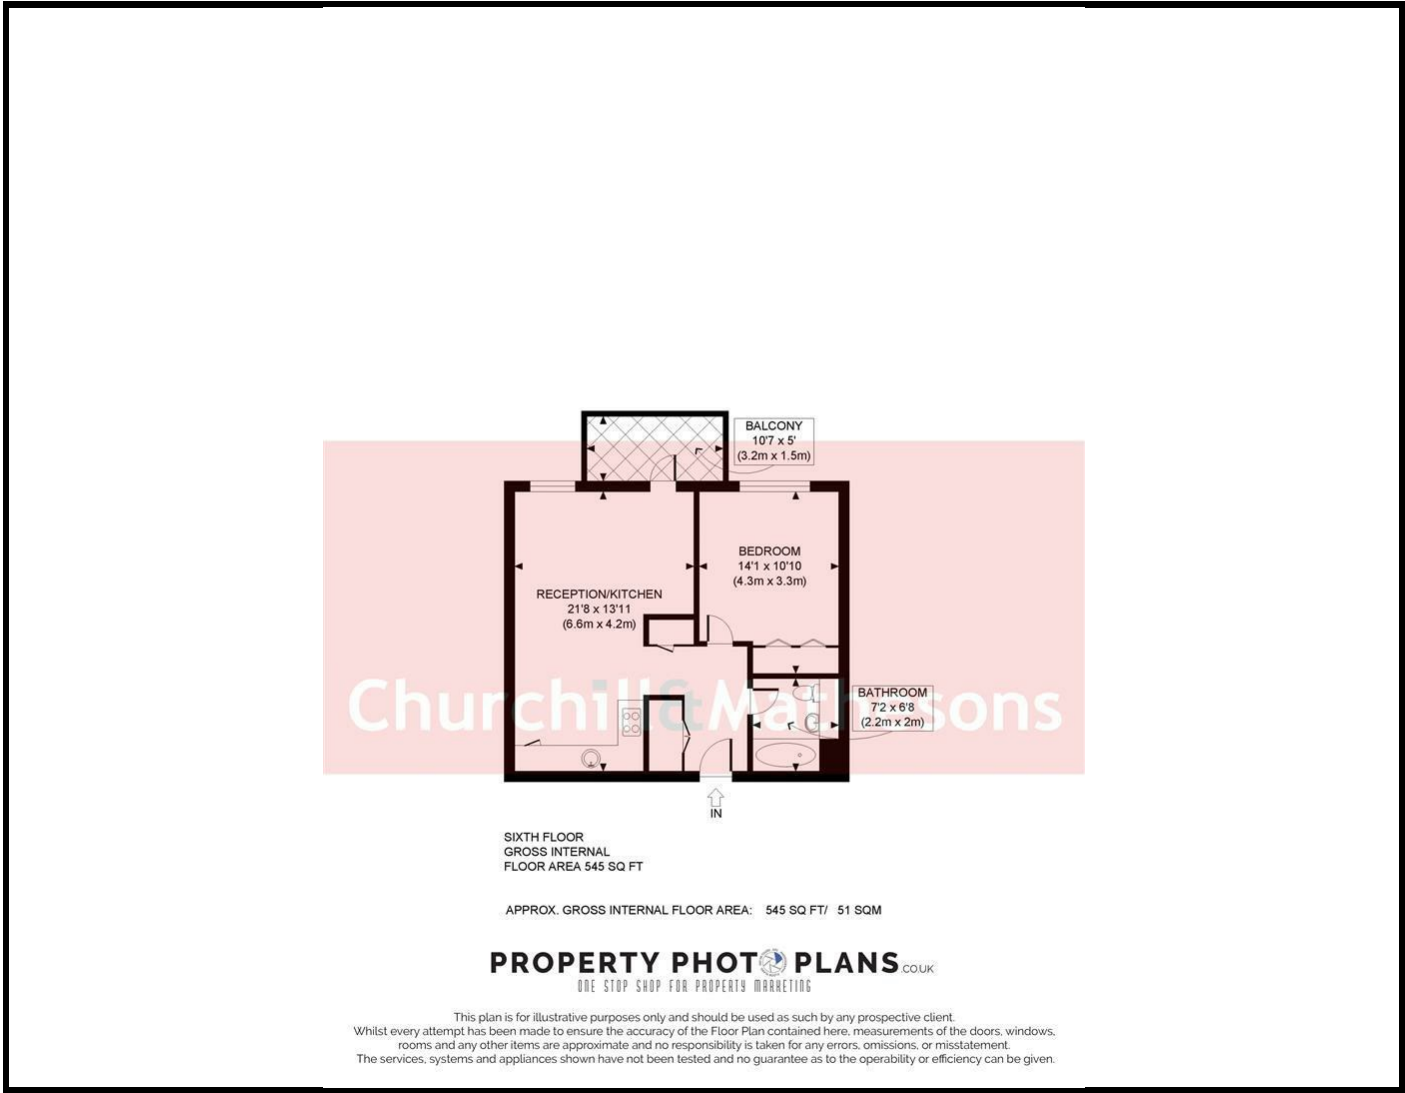 BALCONY
10'7 x 5'
(3.2m x 1.5m)
BEDROOM
14'1 x 10'10
(4.3m x 3.3m)
RECEPTION/KITCHEN
21'8 x 13'11
(6.6m x 4.2m)
Churchill & Mathesons
BATHROOM
7'2 x 6'8
(2.2m x 2m)
IN
SIXTH FLOOR
GROSS INTERNAL
FLOOR AREA 545 SQ FT
APPROX. GROSS INTERNAL FLOOR AREA: 545 SQ FT/ 51 SQM
PROPERTY PHOTO PLANS.CO.UK
ONE STOP SHOP FOR PROPERTY MARKETING
This plan is for illustrative purposes only and should be used as such by any prospective client.
Whilst every attempt has been made to ensure the accuracy of the Floor Plan contained here, measurements of the doors, windows,
rooms and any other items are approximate and no responsibility is taken for any errors, omissions, or misstatement.
The services, systems and appliances shown have not been tested and no guarantee as to the operability or efficiency can be given.